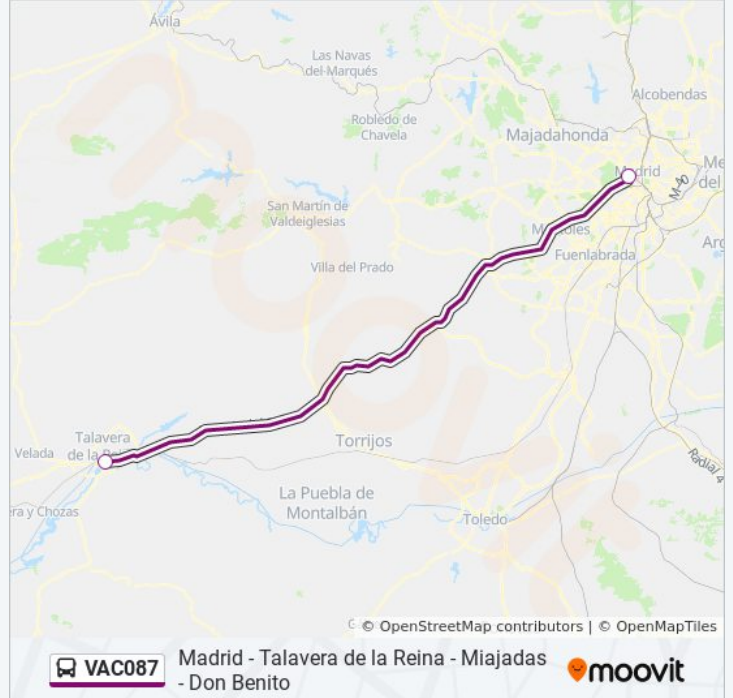 Ávila
Las Navas
del Marqués
Alcobendas
Robledo de
Chavela
Majadahonda
Madrid
M-40
San Martín de
Valdeiglesias
Villa del Prado
Fuenlabrada
Talavera
de la
Velada
Torrijos
Radial 4
La Puebla de
Montalbán
Toledo
© OpenStreetMap contributors | © OpenMapTiles
VAC087
Madrid - Talavera de la Reina - Miajadas
- Don Benito
moovit